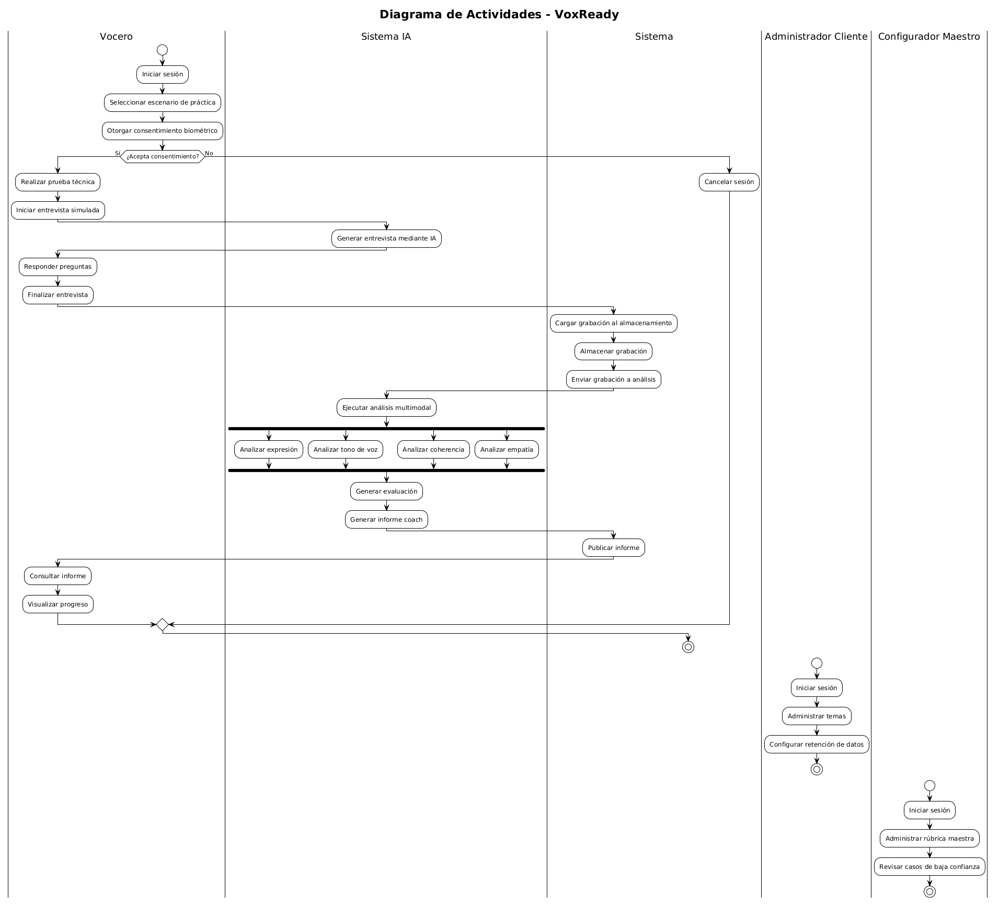 Diagrama de Actividades - VoxReady
Vocero
Sistema IA
Sistema
Administrador Cliente
Configurador Maestro
Iniciar sesión
Seleccionar escenario de práctica
Otorgar consentimiento biométrico
Sí
¿Acepta consentimiento?
No
Realizar prueba técnica
Cancelar sesión
Iniciar entrevista simulada
Generar entrevista mediante IA
Responder preguntas
Finalizar entrevista
Cargar grabación al almacenamiento
Almacenar grabación
Enviar grabación a análisis
Ejecutar análisis multimodal
Analizar expresión
Analizar tono de voz
Analizar coherencia
Analizar empatía
Generar evaluación
Generar informe coach
Publicar informe
Consultar informe
Visualizar progreso
Iniciar sesión
Administrar temas
Configurar retención de datos
Iniciar sesión
Administrar rúbrica maestra
Revisar casos de baja confianza